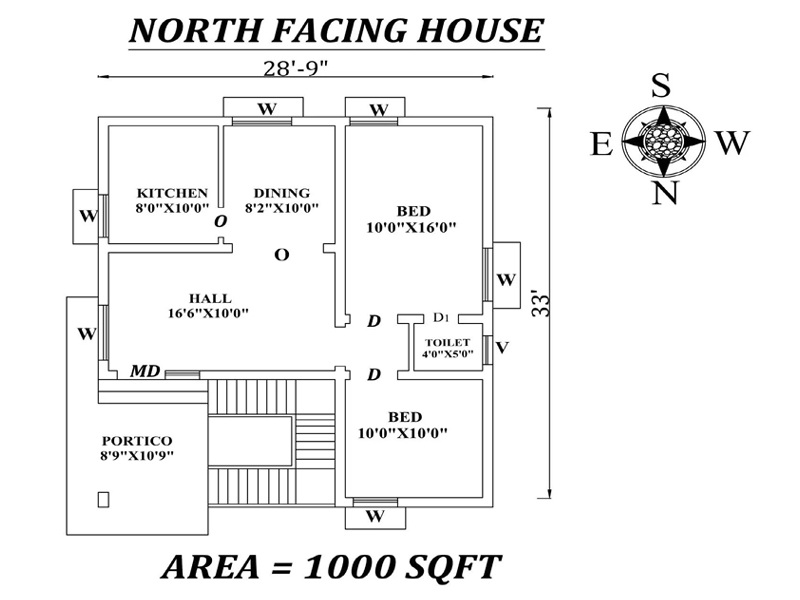 NORTH FACING HOUSE
28'-9"
W
W
S
E
W
N
KITCHEN
8'0"X10'0"
DINING
8'2"X10'0"
BED
10'0"X16'0"
W
O
O
W
HALL
16'6"X10'0"
33'
W
D
D1
TOILET
4'0"X5'0"
V
MD
D
BED
10'0"X10'0"
PORTICO
8'9"X10'9"
W
AREA = 1000 SQFT